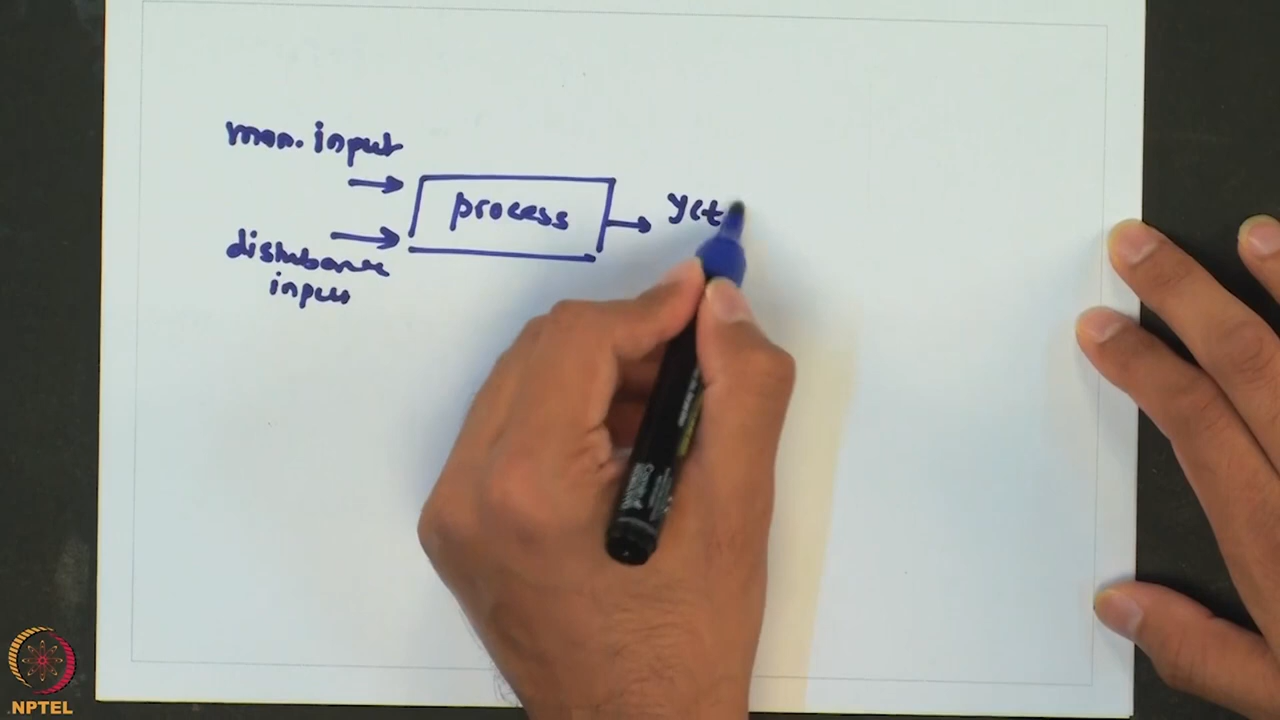 man. input
process
y(t
disturbance
input
NPTEL